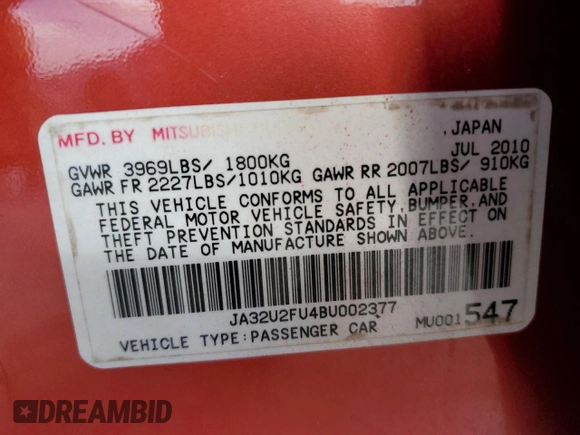 MFD. BY MITSUBISHI , JAPAN
GVWR 3969LBS/ 1800KG JUL 2010
GAWR FR 2227LBS/1010KG GAWR RR 2007LBS/ 910KG
THIS VEHICLE CONFORMS TO ALL APPLICABLE
FEDERAL MOTOR VEHICLE SAFETY,BUMPER,AND
THEFT PREVENTION STANDARDS IN EFFECT ON
THE DATE OF MANUFACTURE SHOWN ABOVE.
JA32U2FU4BU002377
VEHICLE TYPE:PASSENGER CAR MU001547
DREAMBID